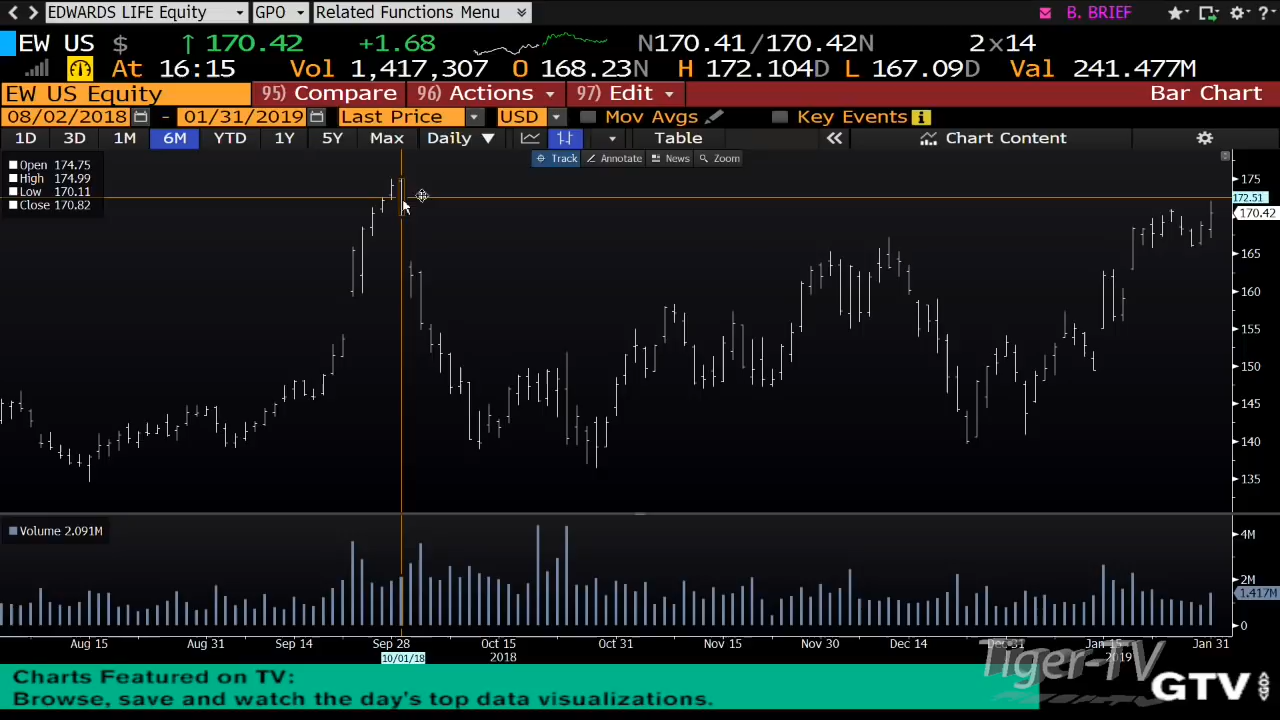 EDWARDS LIFE Equity GPO Related Functions Menu B. BRIEF
EW US $ ↑ 170.42 +1.68 N170.41/170.42N 2×14
At 16:15 Vol 1,417,307 O 168.23N H 172.104D L 167.09D Val 241.477M
EW US Equity 95) Compare 96) Actions 97) Edit Bar Chart
08/02/2018 - 01/31/2019 Last Price USD Mov Avgs Key Events i
1D 3D 1M 6M YTD 1Y 5Y Max Daily ▼ Table « Chart Content
Track Annotate News Zoom
Open 174.75
High 174.99
Low 170.11
Close 170.82
175
172.51
170.42
165
160
155
150
145
140
135
Volume 2.091M
4M
2M
1.417M
0
Aug 15 Aug 31 Sep 14 Sep 28 Oct 15 Oct 31 Nov 15 Nov 30 Dec 14 Dec 31 Jan 15 Jan 31
10/01/18 2018 2019
Charts Featured on TV:
Browse, save and watch the day's top data visualizations.
Tiger-TV
GTV